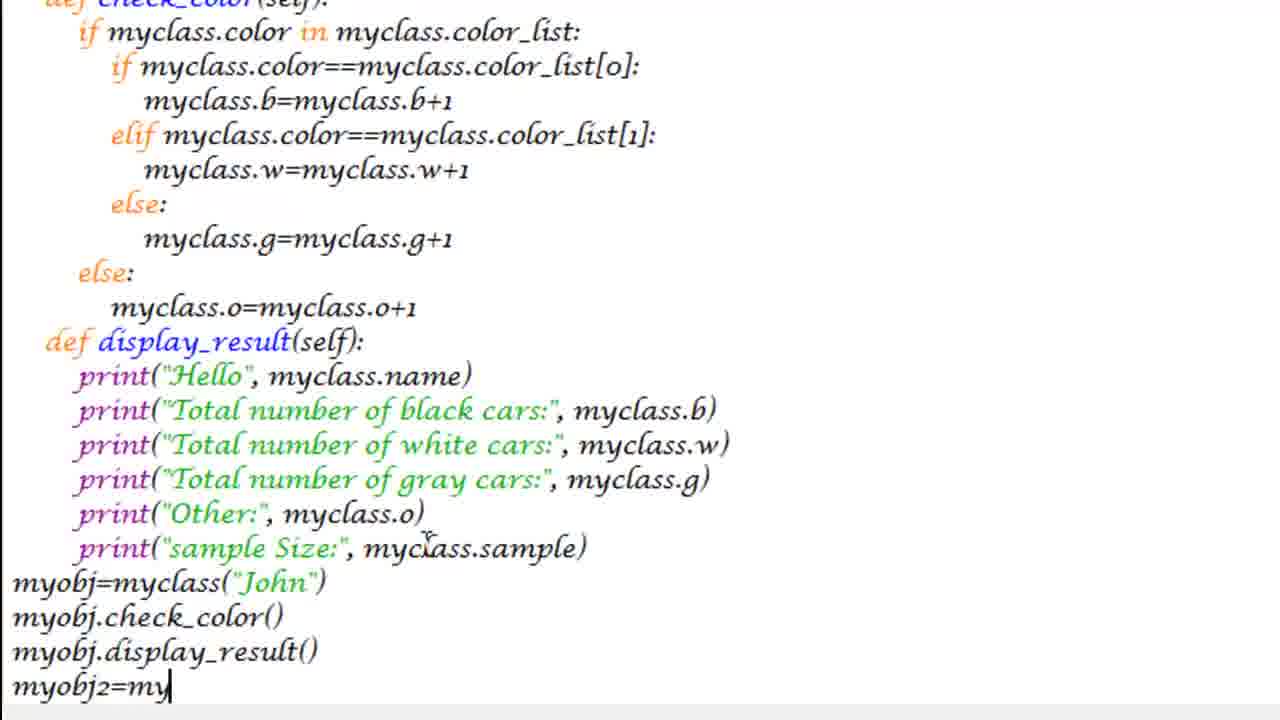 def check_color(self):
if myclass.color in myclass.color_list:
if myclass.color==myclass.color_list[0]:
myclass.b=myclass.b+1
elif myclass.color==myclass.color_list[1]:
myclass.w=myclass.w+1
else:
myclass.g=myclass.g+1
else:
myclass.o=myclass.o+1
def display_result(self):
print("Hello", myclass.name)
print("Total number of black cars:", myclass.b)
print("Total number of white cars:", myclass.w)
print("Total number of gray cars:", myclass.g)
print("Other:", myclass.o)
print("sample Size:", myclass.sample)
myobj=myclass("John")
myobj.check_color()
myobj.display_result()
myobj2=my